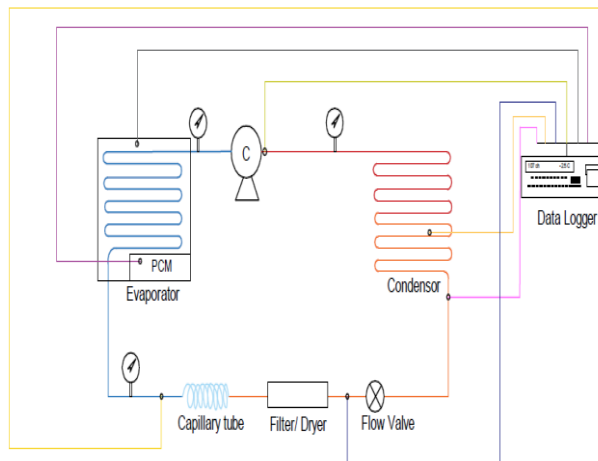 C
Data Logger
PCM
Evaporator
Condensor
Capillary tube
Filter/ Dryer
Flow Valve